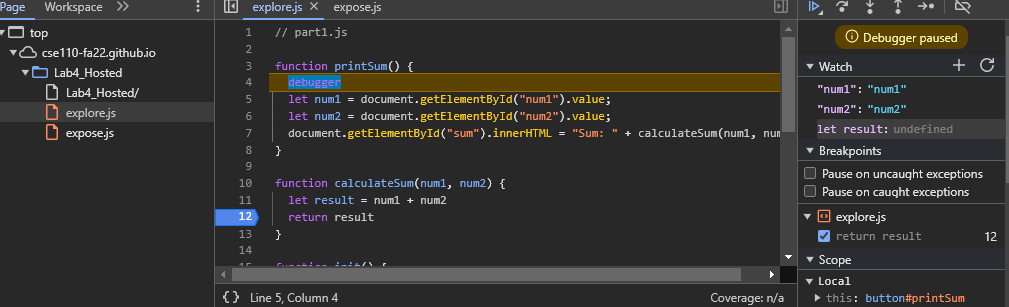 Page Workspace explore.js expose.js
top
cse110-fa22.github.io
Lab4_Hosted
Lab4_Hosted/
explore.js
expose.js
1 // part1.js
2
3 function printSum() {
4 debugger
5 let num1 = document.getElementById("num1").value;
6 let num2 = document.getElementById("num2").value;
7 document.getElementById("sum").innerHTML = "Sum: " + calculateSum(num1, num
8 }
9
10 function calculateSum(num1, num2) {
11 let result = num1 + num2
12 return result
13 }
14
{} Line 5, Column 4 Coverage: n/a
Debugger paused
Watch
"num1": "num1"
"num2": "num2"
let result: undefined
Breakpoints
Pause on uncaught exceptions
Pause on caught exceptions
explore.js
return result 12
Scope
Local
this: button#printSum